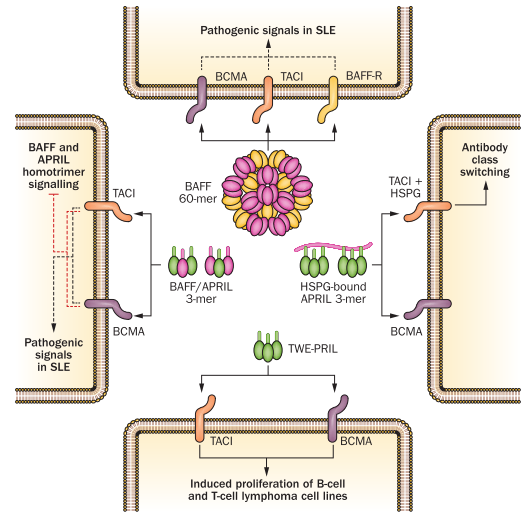 Pathogenic signals in SLE
BCMA
TACI
BAFF-R
BAFF and
APRIL
homotrimer
signalling
TACI
BAFF
60-mer
TACI +
HSPG
Antibody
class
switching
BAFF/APRIL
3-mer
HSPG-bound
APRIL 3-mer
BCMA
BCMA
Pathogenic
signals
in SLE
TWE-PRIL
TACI
BCMA
Induced proliferation of B-cell
and T-cell lymphoma cell lines